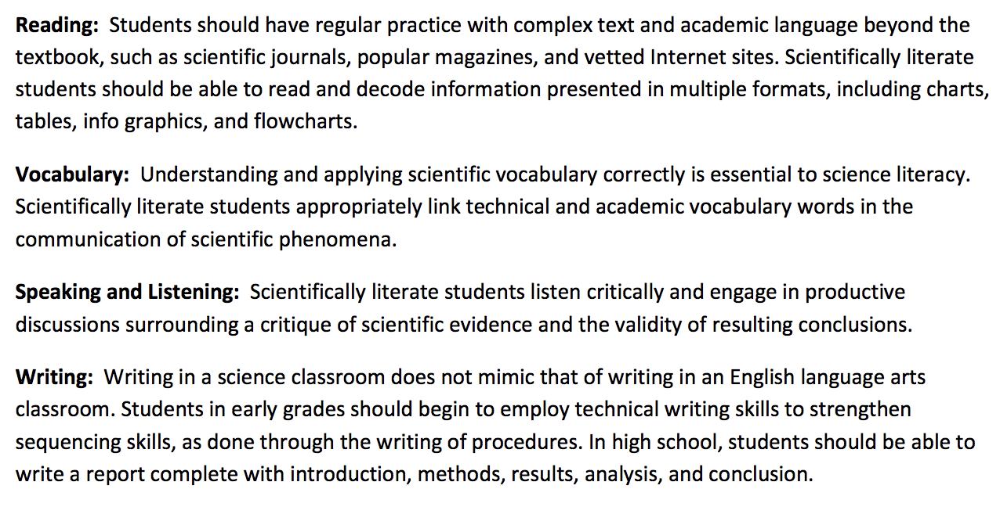 Reading:  Students should have regular practice with complex text and academic language beyond the
textbook, such as scientific journals, popular magazines, and vetted Internet sites. Scientifically literate
students should be able to read and decode information presented in multiple formats, including charts,
tables, info graphics, and flowcharts.
Vocabulary:  Understanding and applying scientific vocabulary correctly is essential to science literacy.
Scientifically literate students appropriately link technical and academic vocabulary words in the
communication of scientific phenomena.
Speaking and Listening:  Scientifically literate students listen critically and engage in productive
discussions surrounding a critique of scientific evidence and the validity of resulting conclusions.
Writing:  Writing in a science classroom does not mimic that of writing in an English language arts
classroom. Students in early grades should begin to employ technical writing skills to strengthen
sequencing skills, as done through the writing of procedures. In high school, students should be able to
write a report complete with introduction, methods, results, analysis, and conclusion.